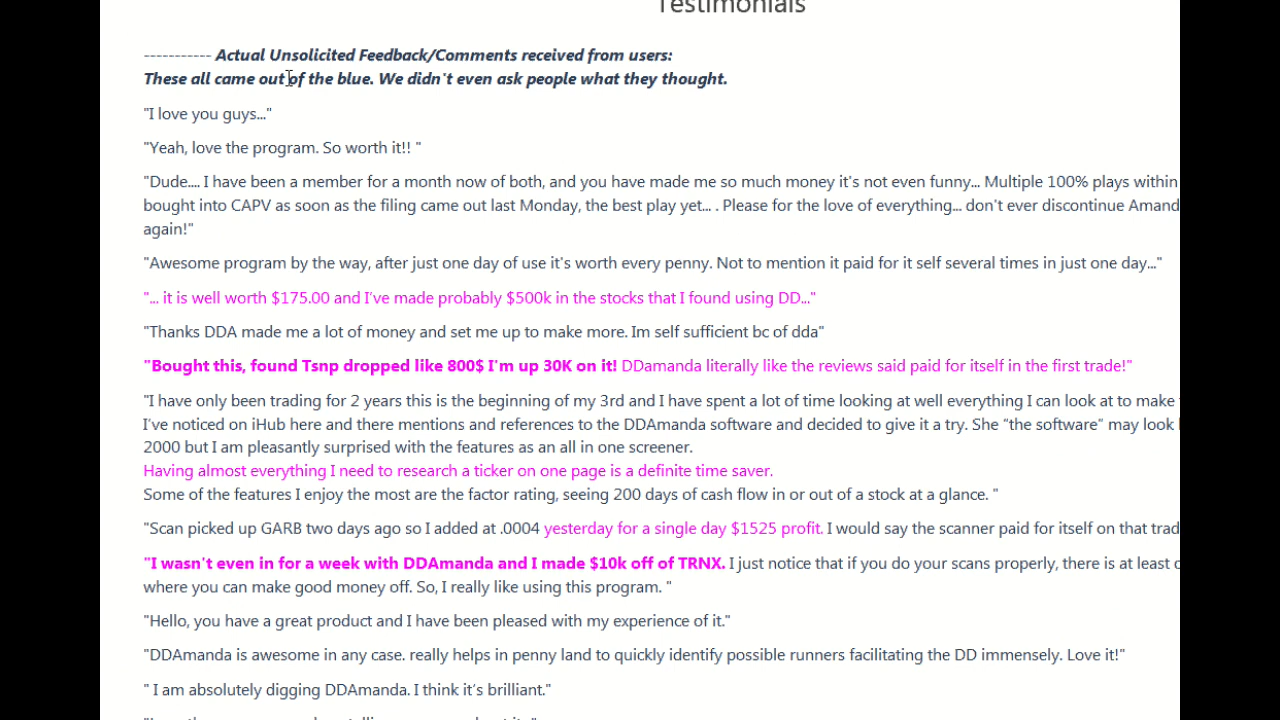 Testimonials
----------- Actual Unsolicited Feedback/Comments received from users:
These all came out of the blue. We didn't even ask people what they thought.
"I love you guys..."
"Yeah, love the program. So worth it!! "
"Dude.... I have been a member for a month now of both, and you have made me so much money it's not even funny... Multiple 100% plays within
bought into CAPV as soon as the filing came out last Monday, the best play yet... . Please for the love of everything... don't ever discontinue Amand
again!"
"Awesome program by the way, after just one day of use it's worth every penny. Not to mention it paid for it self several times in just one day..."
"... it is well worth $175.00 and I've made probably $500k in the stocks that I found using DD..."
"Thanks DDA made me a lot of money and set me up to make more. Im self sufficient bc of dda"
"Bought this, found Tsnp dropped like 800$ I'm up 30K on it! DDamanda literally like the reviews said paid for itself in the first trade!"
"I have only been trading for 2 years this is the beginning of my 3rd and I have spent a lot of time looking at well everything I can look at to make
I've noticed on iHub here and there mentions and references to the DDAmanda software and decided to give it a try. She "the software" may look
2000 but I am pleasantly surprised with the features as an all in one screener.
Having almost everything I need to research a ticker on one page is a definite time saver.
Some of the features I enjoy the most are the factor rating, seeing 200 days of cash flow in or out of a stock at a glance. "
"Scan picked up GARB two days ago so I added at .0004 yesterday for a single day $1525 profit. I would say the scanner paid for itself on that trad
"I wasn't even in for a week with DDAmanda and I made $10k off of TRNX. I just notice that if you do your scans properly, there is at least
where you can make good money off. So, I really like using this program. "
"Hello, you have a great product and I have been pleased with my experience of it."
"DDAmanda is awesome in any case. really helps in penny land to quickly identify possible runners facilitating the DD immensely. Love it!"
" I am absolutely digging DDAmanda. I think it's brilliant."